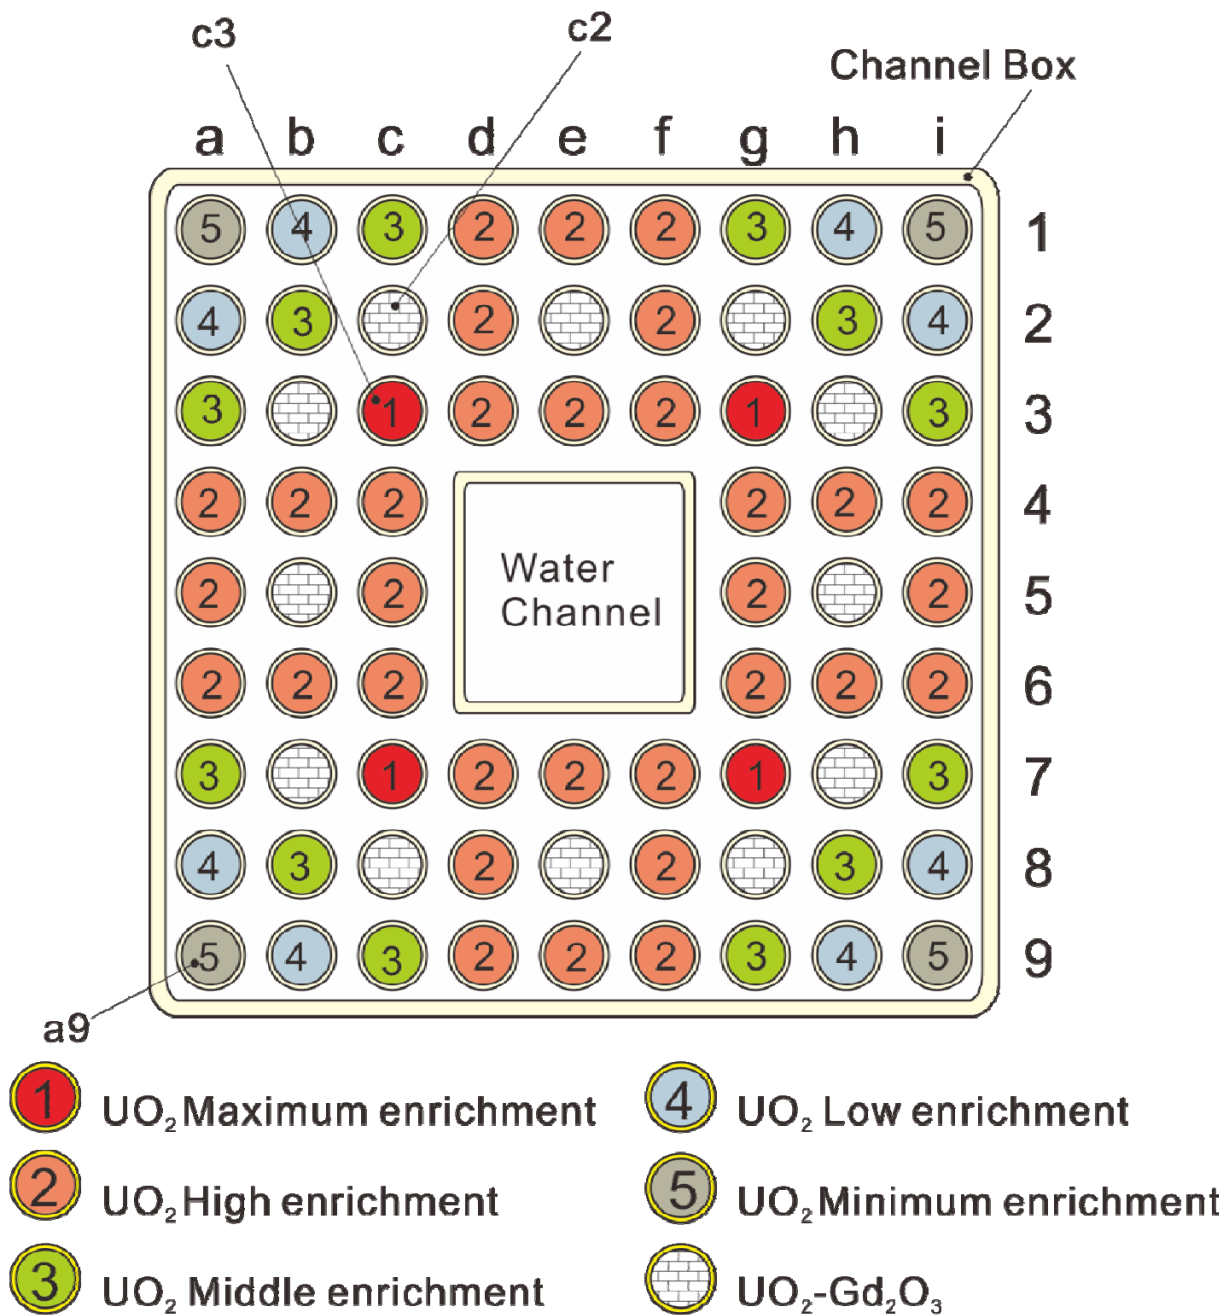 c3 c2
Channel Box
a b c d e f g h i
5 4 3 2 2 2 3 4 5 1
4 3 2 2 3 4 2
3 1 2 2 2 1 3 3
2 2 2 2 2 2 4
Water
Channel
2 2 2 2 5
2 2 2 2 2 2 6
3 1 2 2 2 1 3 7
4 3 2 2 3 4 8
5 4 3 2 2 2 3 4 5 9
a9
1 UO₂ Maximum enrichment
4 UO₂ Low enrichment
2 UO₂ High enrichment
5 UO₂ Minimum enrichment
3 UO₂ Middle enrichment
UO₂-Gd₂O₃